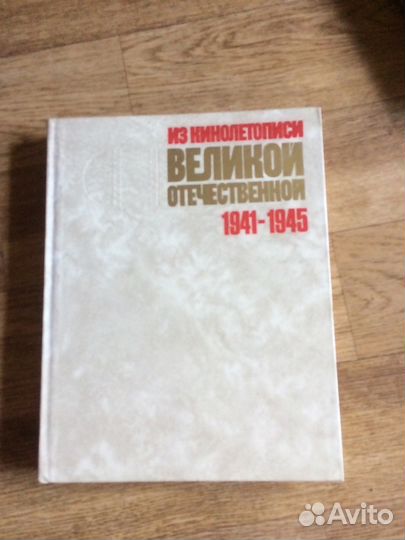 ИЗ КИНОЛЕТОПИСИ
ВЕЛИКОЙ
ОТЕЧЕСТВЕННОЙ
1941-1945
Avito